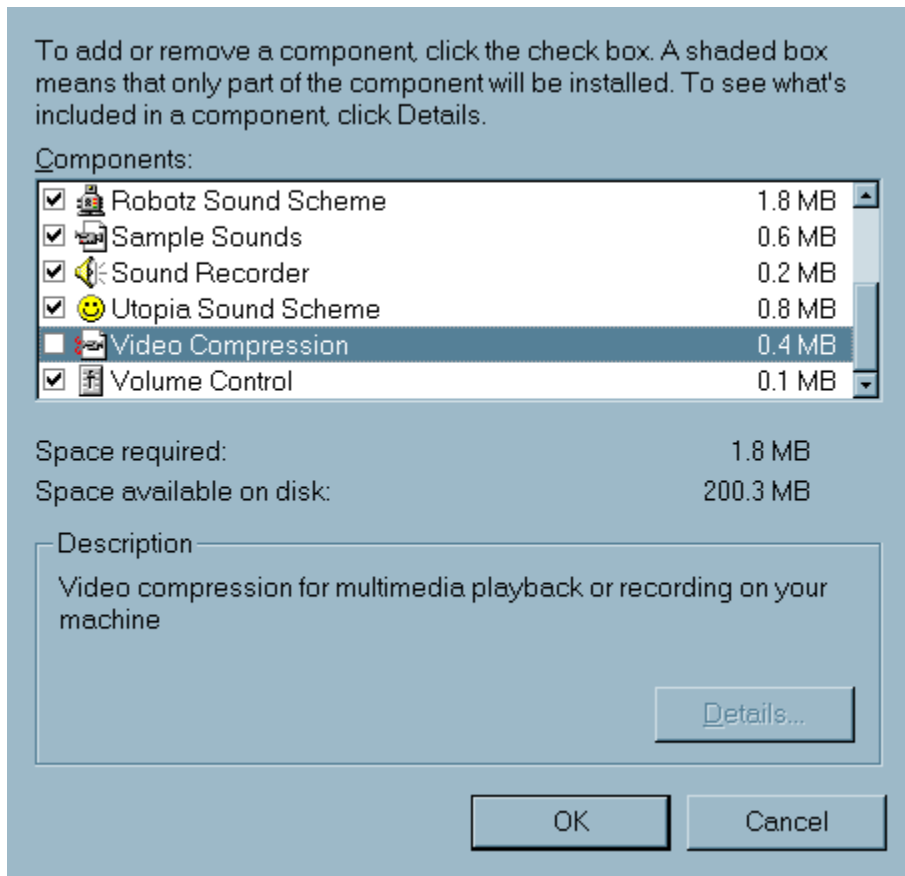 To add or remove a component, click the check box. A shaded box
means that only part of the component will be installed. To see what's
included in a component, click Details.
Components:
Robotz Sound Scheme 1.8 MB
Sample Sounds 0.6 MB
Sound Recorder 0.2 MB
Utopia Sound Scheme 0.8 MB
Video Compression 0.4 MB
Volume Control 0.1 MB
Space required: 1.8 MB
Space available on disk: 200.3 MB
Description
Video compression for multimedia playback or recording on your
machine
Details...
OK Cancel